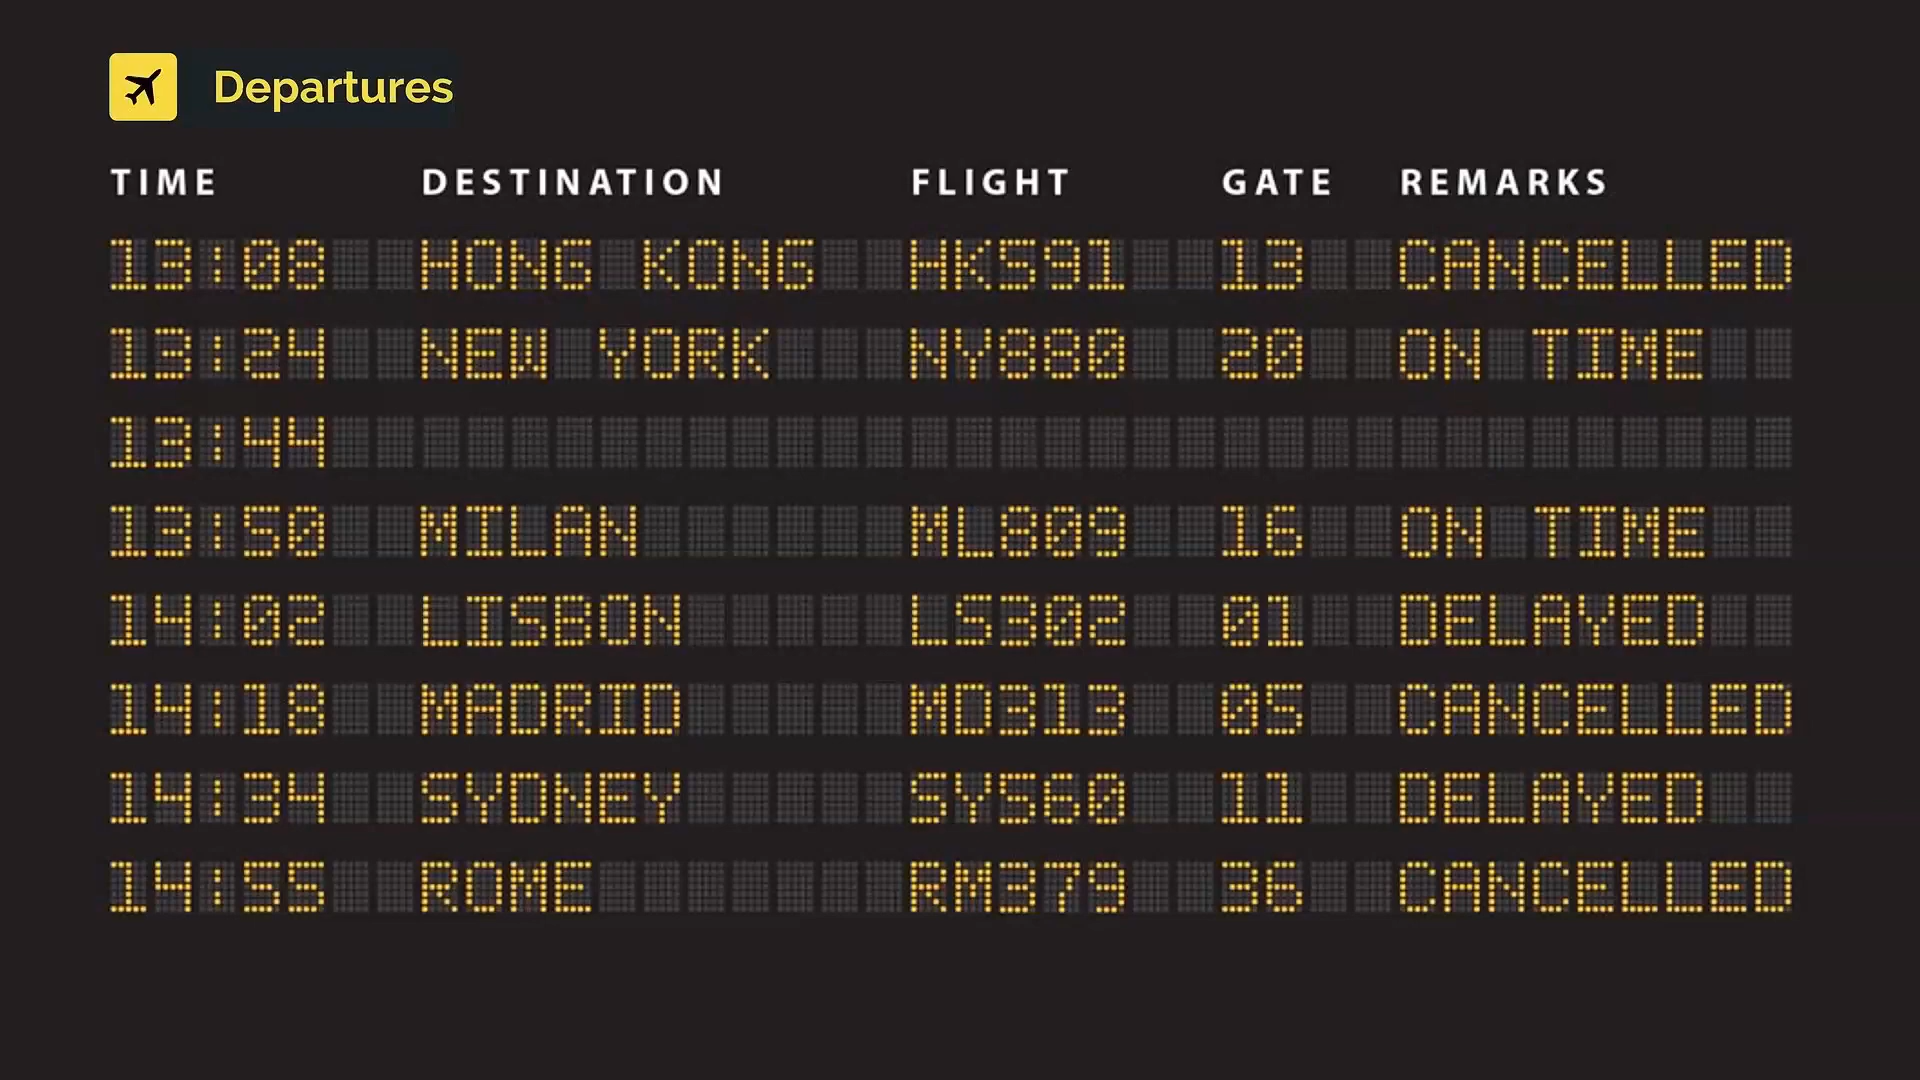 Departures
TIME DESTINATION FLIGHT GATE REMARKS
13:08 HONG KONG HK591 13 CANCELLED
13:24 NEW YORK NY880 20 ON TIME
13:44
13:50 MILAN ML809 16 ON TIME
14:02 LISBON LS302 01 DELAYED
14:18 MADRID MD313 05 CANCELLED
14:34 SYDNEY SY560 11 DELAYED
14:55 ROME RM379 36 CANCELLED